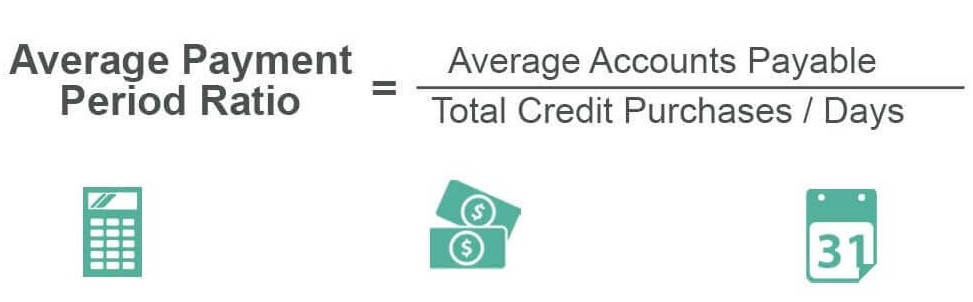 Average Payment
Period Ratio
=
Average Accounts Payable
Total Credit Purchases / Days
$
$
31